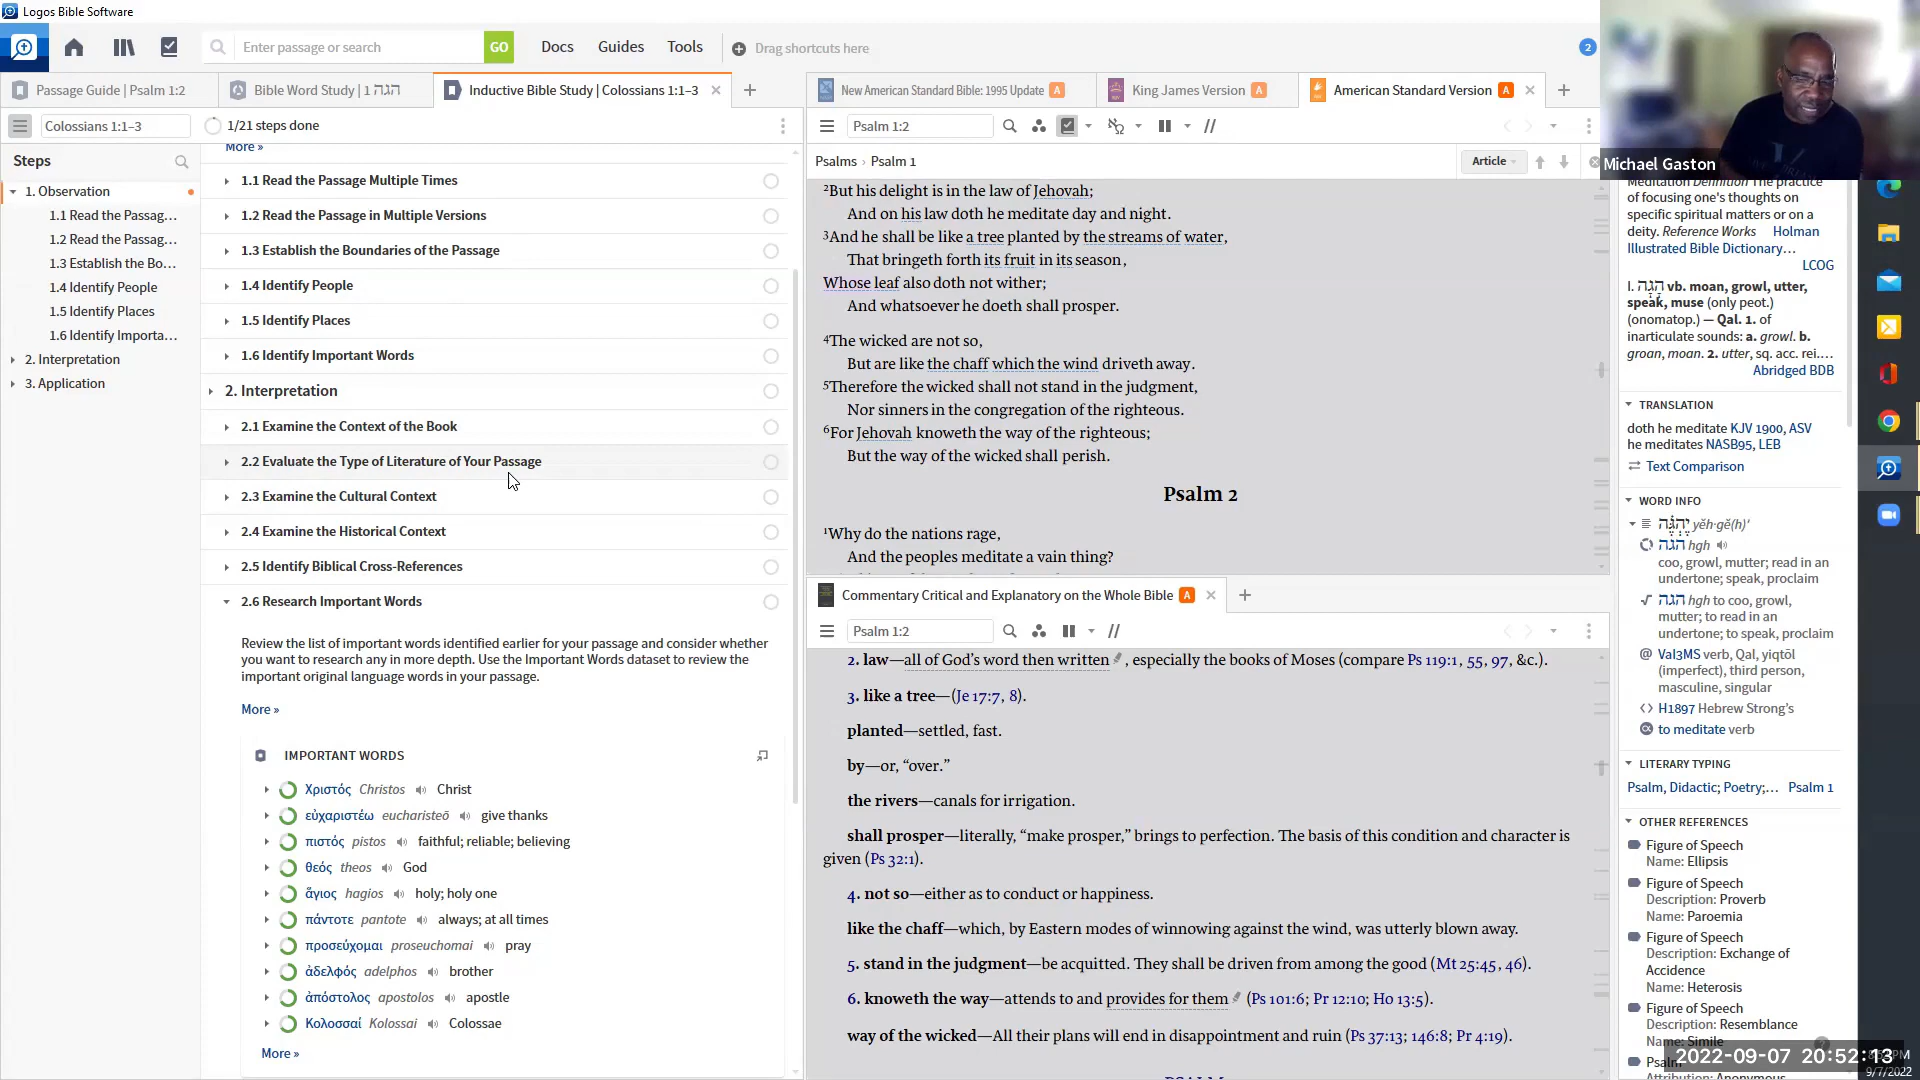 Logos Bible Software
Enter passage or search
GO
Docs
Guides
Tools
Drag shortcuts here
2
Passage Guide | Psalm 1:2
Bible Word Study | 1 הגה
Inductive Bible Study | Colossians 1:1–3
Colossians 1:1–3
1/21 steps done
Steps
1. Observation
1.1 Read the Passag...
1.2 Read the Passag...
1.3 Establish the Bo...
1.4 Identify People
1.5 Identify Places
1.6 Identify Importa...
2. Interpretation
3. Application
More »
1.1 Read the Passage Multiple Times
1.2 Read the Passage in Multiple Versions
1.3 Establish the Boundaries of the Passage
1.4 Identify People
1.5 Identify Places
1.6 Identify Important Words
2. Interpretation
2.1 Examine the Context of the Book
2.2 Evaluate the Type of Literature of Your Passage
2.3 Examine the Cultural Context
2.4 Examine the Historical Context
2.5 Identify Biblical Cross-References
2.6 Research Important Words
Review the list of important words identified earlier for your passage and consider whether
you want to research any in more depth. Use the Important Words dataset to review the
important original language words in your passage.
More »
IMPORTANT WORDS
Χριστός Christos Christ
εὐχαριστέω eucharisteō give thanks
πιστός pistos faithful; reliable; believing
θεός theos God
ἅγιος hagios holy; holy one
πάντοτε pantote always; at all times
προσεύχομαι proseuchomai pray
ἀδελφός adelphos brother
ἀπόστολος apostolos apostle
Κολοσσαί Kolossai Colossae
More »
New American Standard Bible: 1995 Update A
King James Version A
American Standard Version A
Psalm 1:2
Psalms › Psalm 1
Article
2But his delight is in the law of Jehovah;
And on his law doth he meditate day and night.
3And he shall be like a tree planted by the streams of water,
That bringeth forth its fruit in its season,
Whose leaf also doth not wither;
And whatsoever he doeth shall prosper.
4The wicked are not so,
But are like the chaff which the wind driveth away.
5Therefore the wicked shall not stand in the judgment,
Nor sinners in the congregation of the righteous.
6For Jehovah knoweth the way of the righteous;
But the way of the wicked shall perish.
Psalm 2
1Why do the nations rage,
And the peoples meditate a vain thing?
Commentary Critical and Explanatory on the Whole Bible A
Psalm 1:2
2. law—all of God’s word then written, especially the books of Moses (compare Ps 119:1, 55, 97, &c.).
3. like a tree—(Je 17:7, 8).
planted—settled, fast.
by—or, “over.”
the rivers—canals for irrigation.
shall prosper—literally, “make prosper,” brings to perfection. The basis of this condition and character is
given (Ps 32:1).
4. not so—either as to conduct or happiness.
like the chaff—which, by Eastern modes of winnowing against the wind, was utterly blown away.
5. stand in the judgment—be acquitted. They shall be driven from among the good (Mt 25:45, 46).
6. knoweth the way—attends to and provides for them (Ps 101:6; Pr 12:10; Ho 13:5).
way of the wicked—All their plans will end in disappointment and ruin (Ps 37:13; 146:8; Pr 4:19).
Michael Gaston
Meditation Definition The practice
of focusing one's thoughts on
specific spiritual matters or on a
deity. Reference Works Holman
Illustrated Bible Dictionary...
LCOG
I. הָגָה vb. moan, growl, utter,
speak, muse (only poet.)
(onomatop.) — Qal. 1. of
inarticulate sounds: a. growl. b.
groan, moan. 2. utter, sq. acc. rei....
Abridged BDB
TRANSLATION
doth he meditate KJV 1900, ASV
he meditates NASB95, LEB
Text Comparison
WORD INFO
יֶהְגֶּ֗ה yĕh·gĕ(h)ʹ
הגה hgh
coo, growl, mutter; read in an
undertone; speak, proclaim
הגה hgh to coo, growl,
mutter; to read in an
undertone; to speak, proclaim
@ VaI3MS verb, Qal, yiqtōl
(imperfect), third person,
masculine, singular
H1897 Hebrew Strong’s
to meditate verb
LITERARY TYPING
Psalm, Didactic; Poetry;... Psalm 1
OTHER REFERENCES
Figure of Speech
Name: Ellipsis
Figure of Speech
Description: Proverb
Name: Paroemia
Figure of Speech
Description: Exchange of
Accidence
Name: Heterosis
Figure of Speech
Description: Resemblance
Name: Simile
Psalm
2022-09-07 20:52:13
9/7/2022